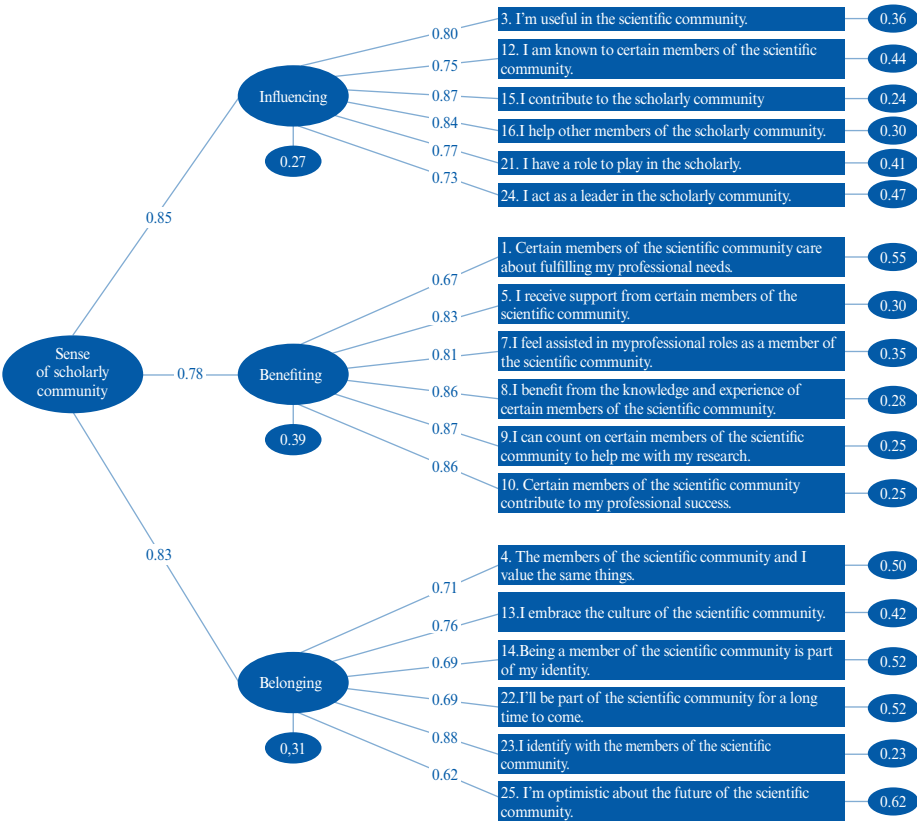 3. I'm useful in the scientific community.
0.36
0.80
12. I am known to certain members of the scientific
community.
0.44
0.75
Influencing
0.87
15.I contribute to the scholarly community
0.24
0.84
16.I help other members of the scholarly community.
0.30
0.27
0.77
21. I have a role to play in the scholarly.
0.41
0.73
24. I act as a leader in the scholarly community.
0.47
0.85
1. Certain members of the scientific community care
about fulfilling my professional needs.
0.55
0.67
5. I receive support from certain members of the
scientific community.
0.30
0.83
Sense
of scholarly
community
0.78
Benefiting
0.81
7.I feel assisted in myprofessional roles as a member of
the scientific community.
0.35
0.86
8.I benefit from the knowledge and experience of
certain members of the scientific community.
0.28
0.39
0.87
9.I can count on certain members of the scientific
community to help me with my research.
0.25
0.86
10. Certain members of the scientific community
contribute to my professional success.
0.25
0.83
4. The members of the scientific community and I
value the same things.
0.50
0.71
13.I embrace the culture of the scientific community.
0.42
0.76
Belonging
0.69
14.Being a member of the scientific community is part
of my identity.
0.52
0.69
22.I'll be part of the scientific community for a long
time to come.
0.52
0,31
0.88
23.I identify with the members of the scientific
community.
0.23
0.62
25. I'm optimistic about the future of the scientific
community.
0.62